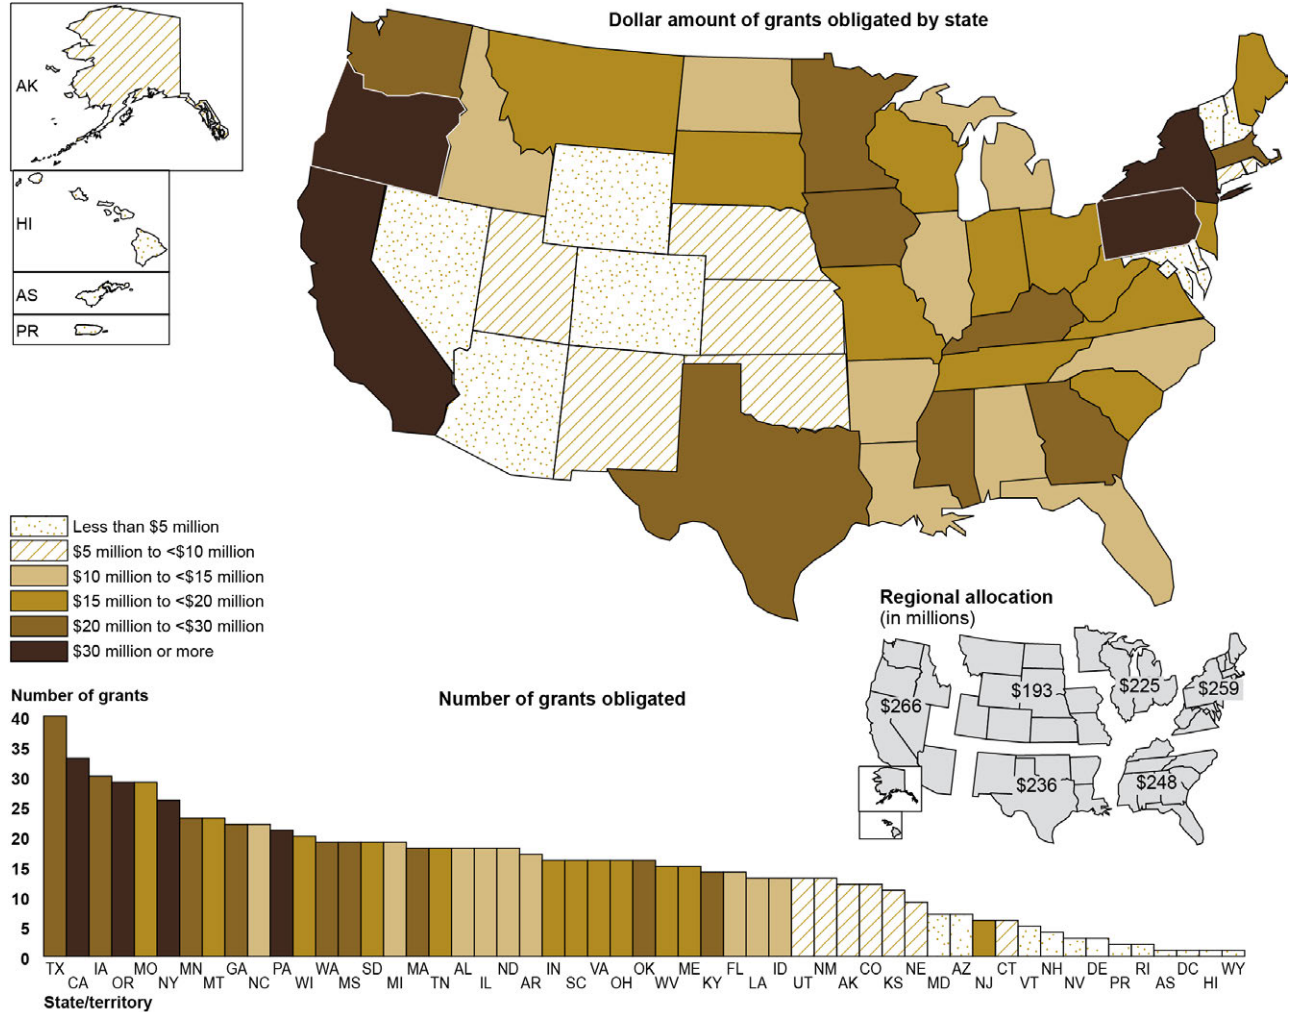 Dollar amount of grants obligated by state
AK
HI
AS
PR
Less than $5 million
$5 million to <$10 million
$10 million to <$15 million
$15 million to <$20 million
$20 million to <$30 million
$30 million or more
Regional allocation
(in millions)
$193
$225
$259
$266
$236
$248
Number of grants
Number of grants obligated
40
35
30
25
20
15
10
5
0
TX IA MO MN GA PA WA SD MA AL ND IN VA OK ME FL ID NM CO NE AZ CT NH DE RI DC WY
CA OR NY MT NC WI MS MI TN IL AR SC OH WV KY LA UT AK KS MD NJ VT NV PR AS HI
State/territory